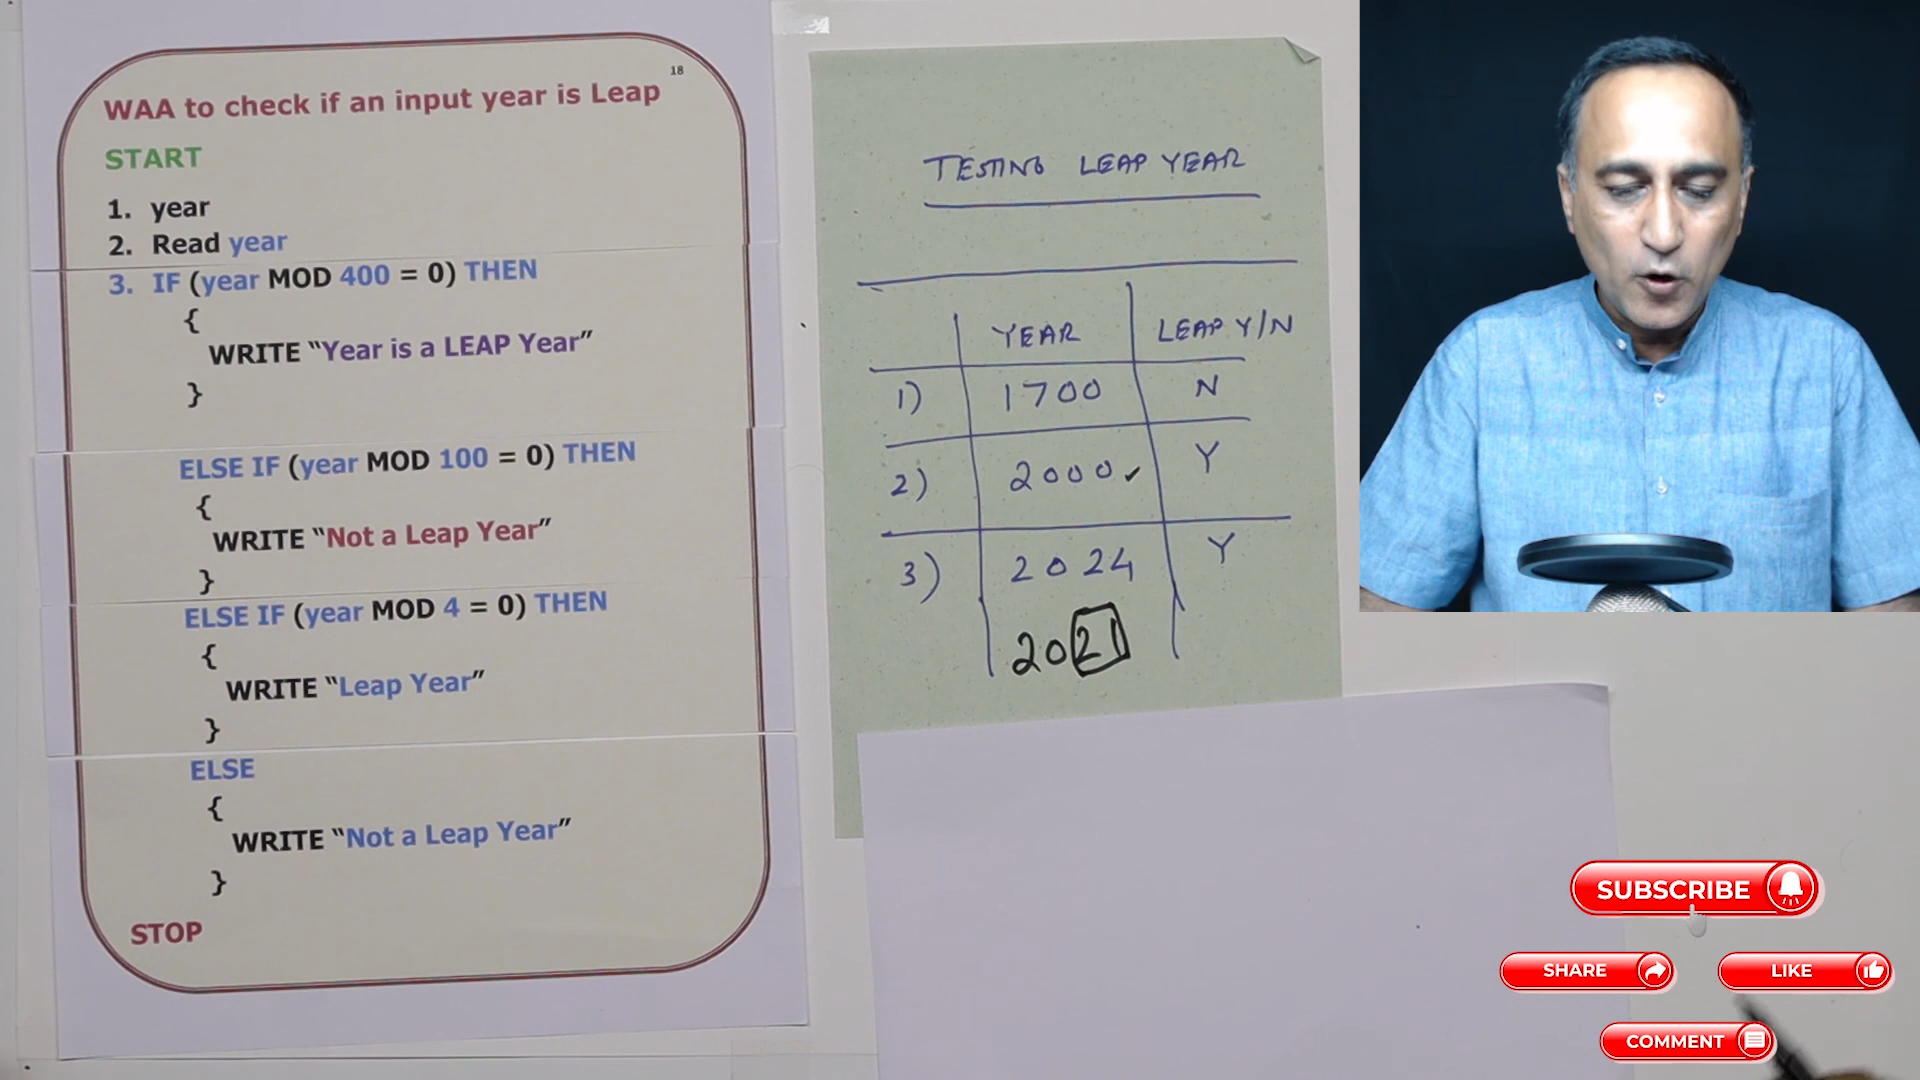 18
WAA to check if an input year is Leap
START
1. year
2. Read year
3. IF (year MOD 400 = 0) THEN
{
WRITE “Year is a LEAP Year”
}
ELSE IF (year MOD 100 = 0) THEN
{
WRITE “Not a Leap Year”
}
ELSE IF (year MOD 4 = 0) THEN
{
WRITE “Leap Year”
}
ELSE
{
WRITE “Not a Leap Year”
}
STOP
TESTING LEAP YEAR
YEAR LEAP Y/N
1) 1700 N
2) 2000 ✓ Y
3) 2024 Y
2021
SUBSCRIBE
SHARE
LIKE
COMMENT